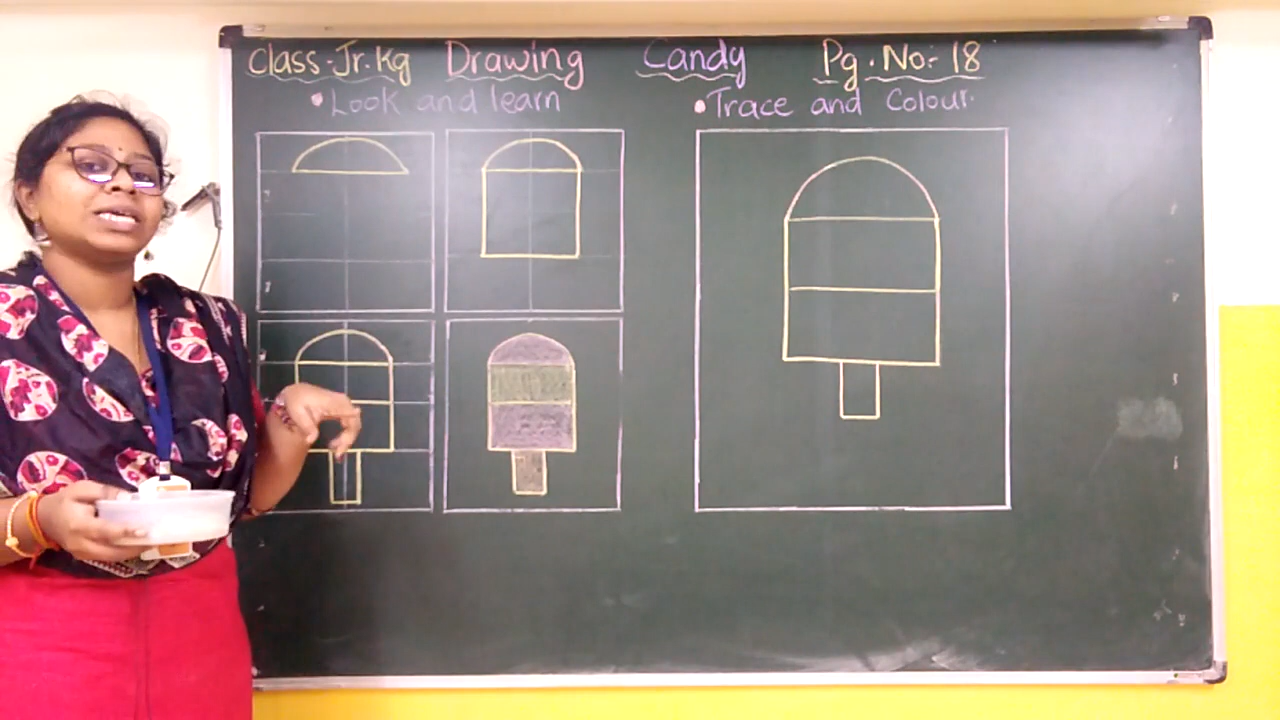 Class-Jr.Kg Drawing Candy Pg.No:- 18
• Look and learn
• Trace and Colour.